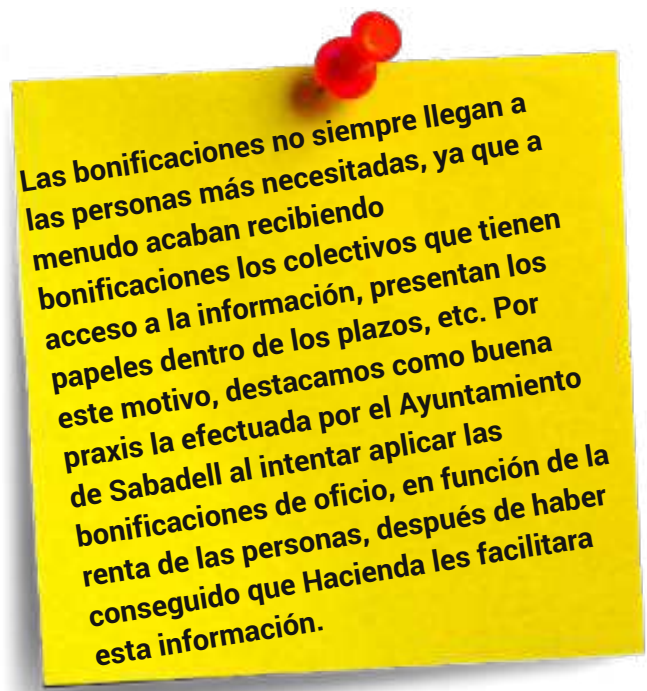 Las bonificaciones no siempre llegan a
las personas más necesitadas, ya que a
menudo acaban recibiendo
bonificaciones los colectivos que tienen
acceso a la información, presentan los
papeles dentro de los plazos, etc. Por
este motivo, destacamos como buena
praxis la efectuada por el Ayuntamiento
de Sabadell al intentar aplicar las
bonificaciones de oficio, en función de la
renta de las personas, después de haber
conseguido que Hacienda les facilitara
esta información.